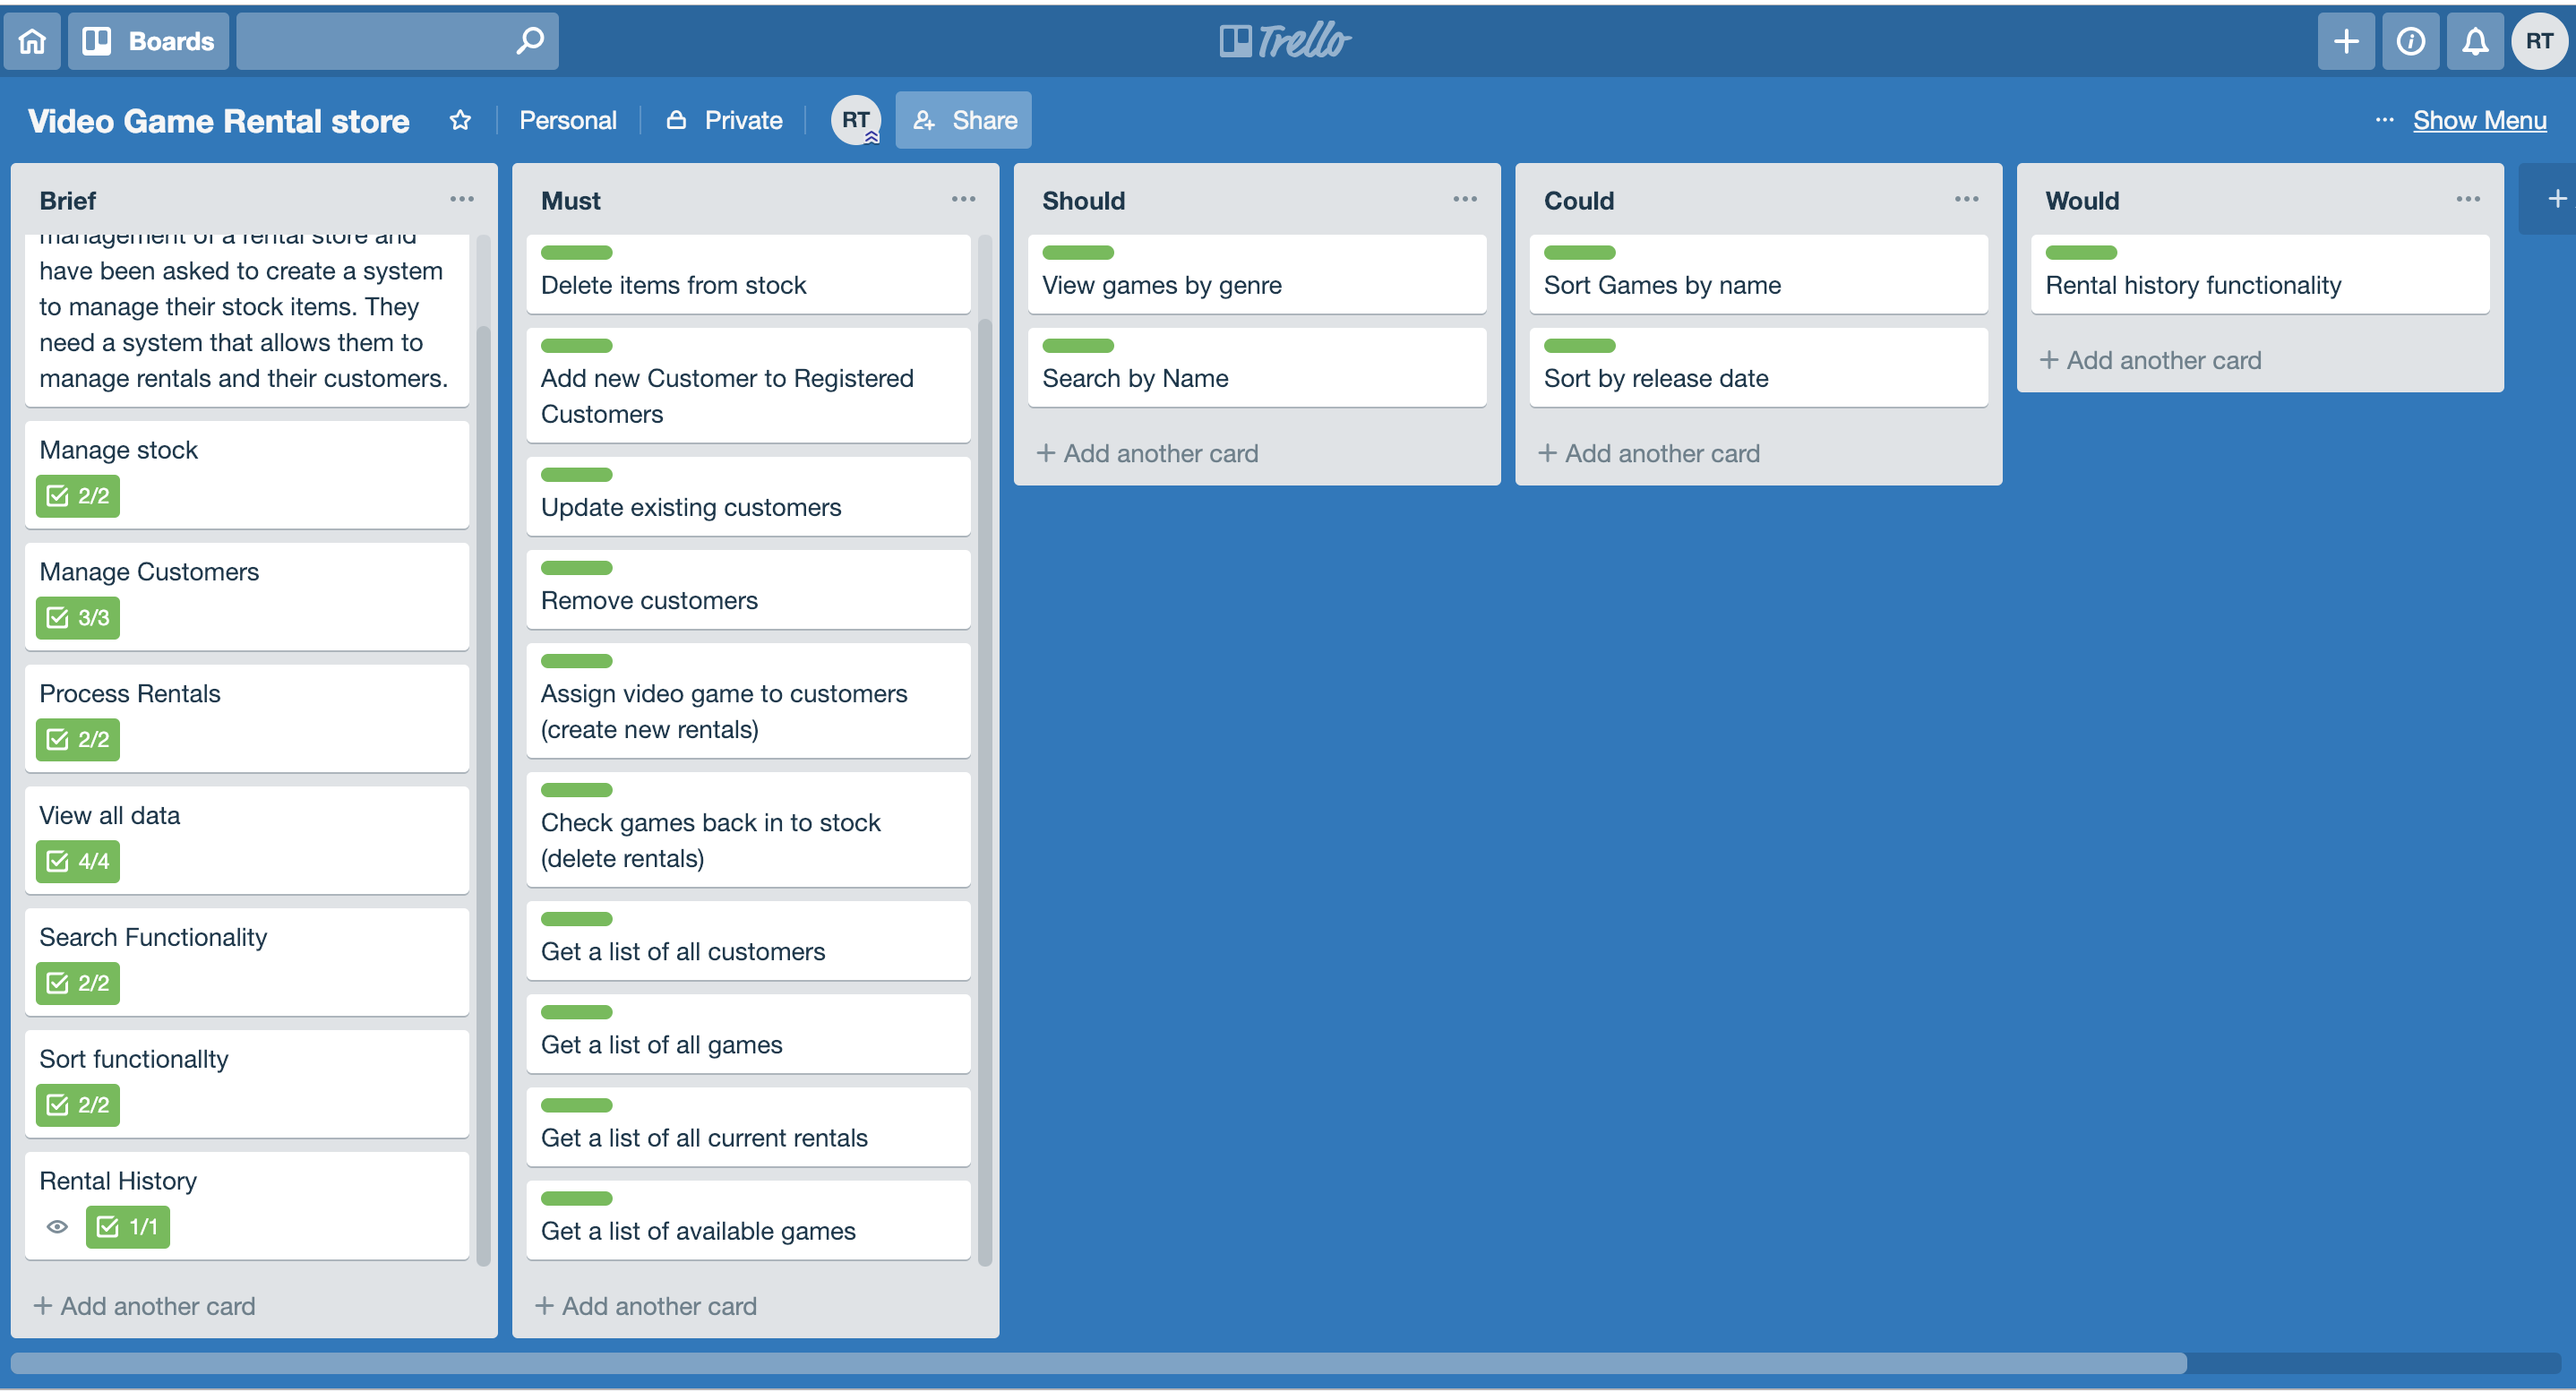 Boards
Trello
RT
Video Game Rental store
Personal
Private
RT
Share
Show Menu
Brief
management of a rental store and
have been asked to create a system
to manage their stock items. They
need a system that allows them to
manage rentals and their customers.
Manage stock
2/2
Manage Customers
3/3
Process Rentals
2/2
View all data
4/4
Search Functionality
2/2
Sort functionallty
2/2
Rental History
1/1
+ Add another card
Must
Delete items from stock
Add new Customer to Registered
Customers
Update existing customers
Remove customers
Assign video game to customers
(create new rentals)
Check games back in to stock
(delete rentals)
Get a list of all customers
Get a list of all games
Get a list of all current rentals
Get a list of available games
+ Add another card
Should
View games by genre
Search by Name
+ Add another card
Could
Sort Games by name
Sort by release date
+ Add another card
Would
Rental history functionality
+ Add another card